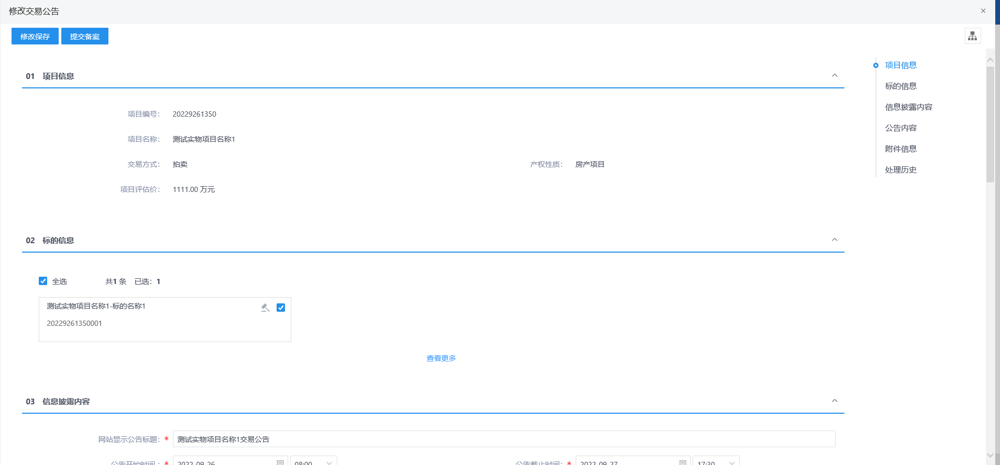 修改交易公告
修改保存 提交备案
01 项目信息
项目编号： 20229261350
项目名称： 测试实物项目名称1
交易方式： 拍卖 产权性质： 房产项目
项目评估价： 1111.00 万元
02 标的信息
全选 共1 条 已选：1
测试实物项目名称1-标的名称1
20229261350001
查看更多
03 信息披露内容
网站显示公告标题：* 测试实物项目名称1交易公告
公告开始时间：* 2022-09-26 08:00 公告截止时间：* 2022-09-27 17:30
项目信息
标的信息
信息披露内容
公告内容
附件信息
处理历史